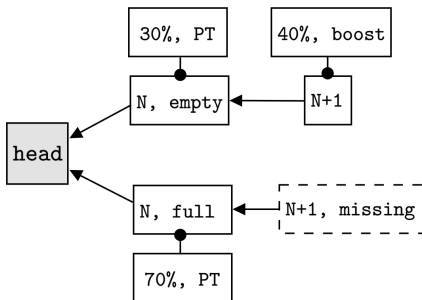 30%, PT
40%, boost
N, empty
N+1
head
N, full
N+1, missing
70%, PT